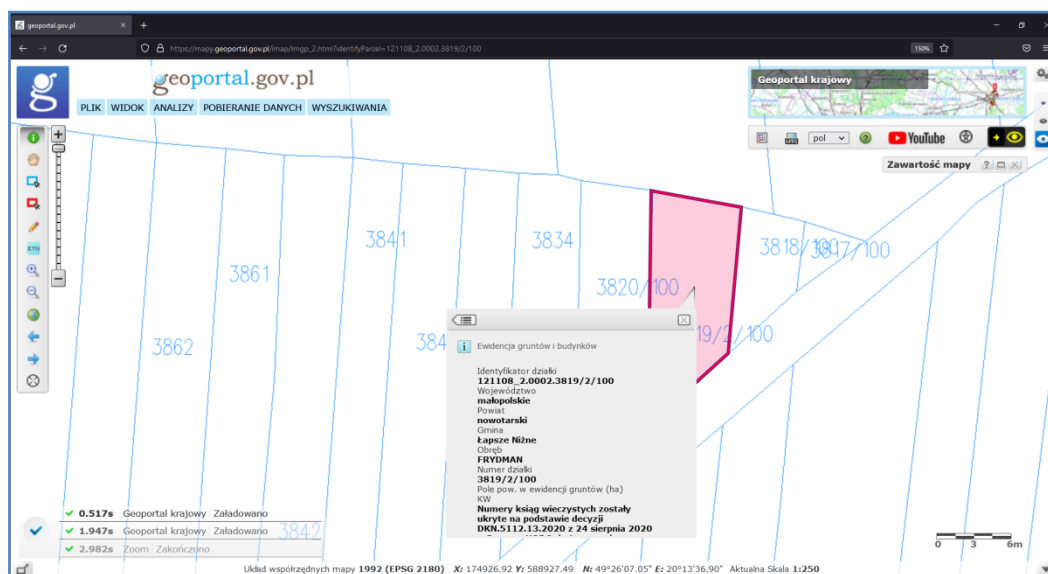 geoportal.gov.pl
https://mapy.geoportal.gov.pl/imap/Imgp_2.html?identifyParcel=121108_2.0002.3819/2/100
150%
geoportal.gov.pl
PLIK WIDOK ANALIZY POBIERANIE DANYCH WYSZUKIWANIA
Geoportal krajowy
pol
YouTube
Zawartość mapy
3841
3834
3818/100
3817/100
3861
3820/100
3862
384
19/2/100
Ewidencja gruntów i budynków
Identyfikator działki
121108_2.0002.3819/2/100
Województwo
małopolskie
Powiat
nowotarski
Gmina
Łapsze Niżne
Obręb
FRYDMAN
Numer działki
3819/2/100
Pole pow. w ewidencji gruntów (ha)
KW
Numery ksiąg wieczystych zostały
ukryte na podstawie decyzji
DKN.5112.13.2020 z 24 sierpnia 2020
0.517s Geoportal krajowy Załadowano
1.947s Geoportal krajowy Załadowano
3842
2.982s Zoom Zakończono
0 3 6m
Układ współrzędnych mapy 1992 (EPSG 2180) X: 174926.92 Y: 588927.49 N: 49°26'07.05" E: 20°13'36.90" Aktualna Skala 1:250